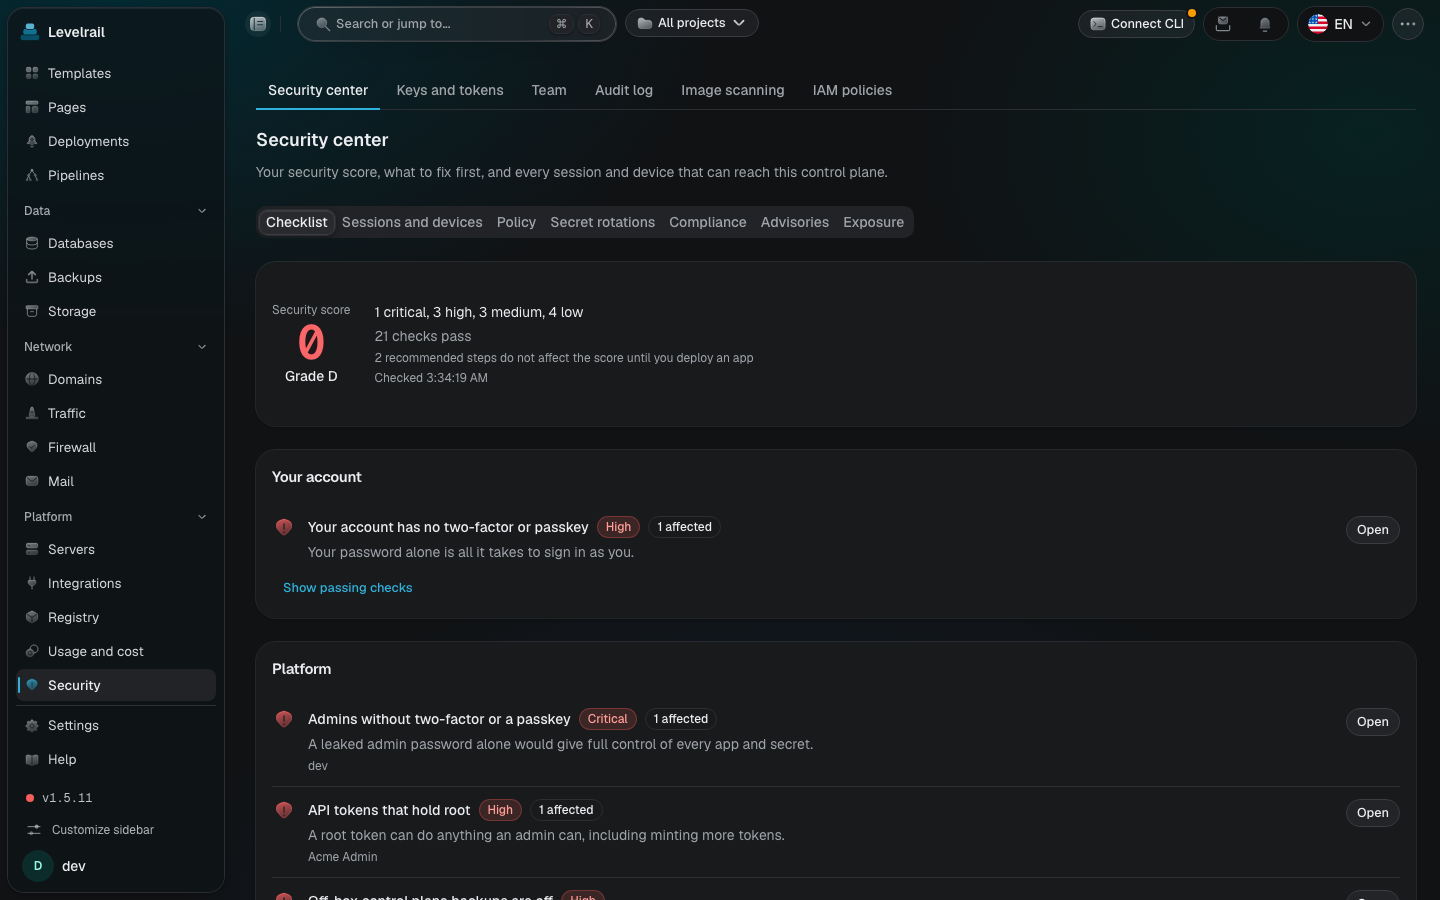 Levelrail
Search or jump to...
⌘ K
All projects
Connect CLI
EN
Templates
Pages
Deployments
Pipelines
Data
Databases
Backups
Storage
Network
Domains
Traffic
Firewall
Mail
Platform
Servers
Integrations
Registry
Usage and cost
Security
Settings
Help
v1.5.11
Customize sidebar
D dev
Security center Keys and tokens Team Audit log Image scanning IAM policies
Security center
Your security score, what to fix first, and every session and device that can reach this control plane.
Checklist Sessions and devices Policy Secret rotations Compliance Advisories Exposure
Security score
0
Grade D
1 critical, 3 high, 3 medium, 4 low
21 checks pass
2 recommended steps do not affect the score until you deploy an app
Checked 3:34:19 AM
Your account
Your account has no two-factor or passkey High 1 affected Open
Your password alone is all it takes to sign in as you.
Show passing checks
Platform
Admins without two-factor or a passkey Critical 1 affected Open
A leaked admin password alone would give full control of every app and secret.
dev
API tokens that hold root High 1 affected Open
A root token can do anything an admin can, including minting more tokens.
Acme Admin
Off-box control plane backups are off High Open